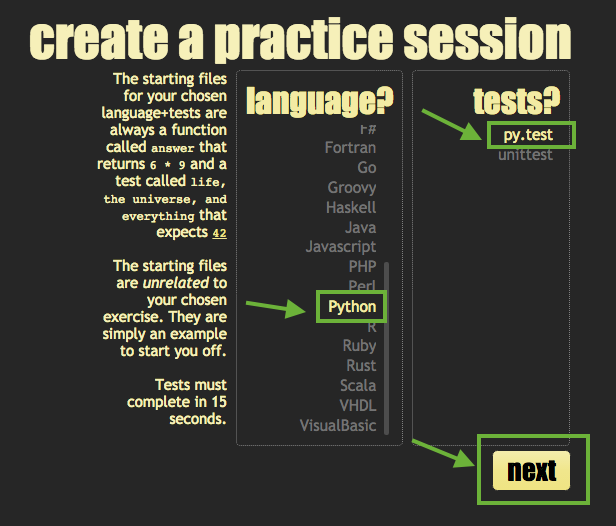 create a practice session
The starting files
for your chosen
language+tests are
always a function
called answer that
returns 6 * 9 and a
test called life,
the universe, and
everything that
expects 42
The starting files
are unrelated to
your chosen
exercise. They are
simply an example
to start you off.
Tests must
complete in 15
seconds.
language?
F#
Fortran
Go
Groovy
Haskell
Java
Javascript
PHP
Perl
Python
R
Ruby
Rust
Scala
VHDL
VisualBasic
tests?
py.test
unittest
next